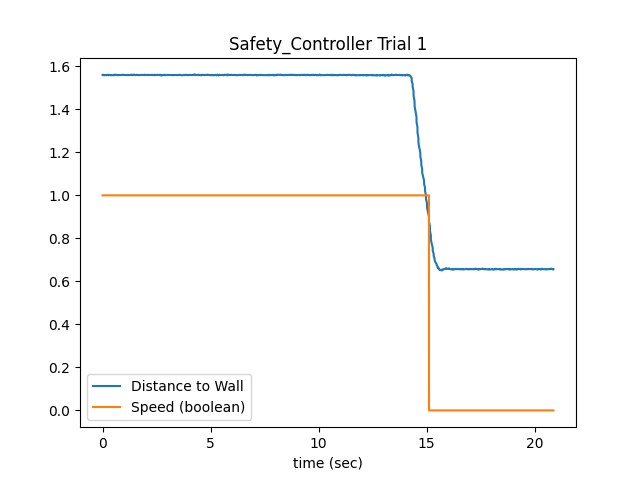 Safety_Controller Trial 1
1.6
1.4
1.2
1.0
0.8
0.6
0.4
0.2
0.0
Distance to Wall
Speed (boolean)
0 5 10 15 20
time (sec)